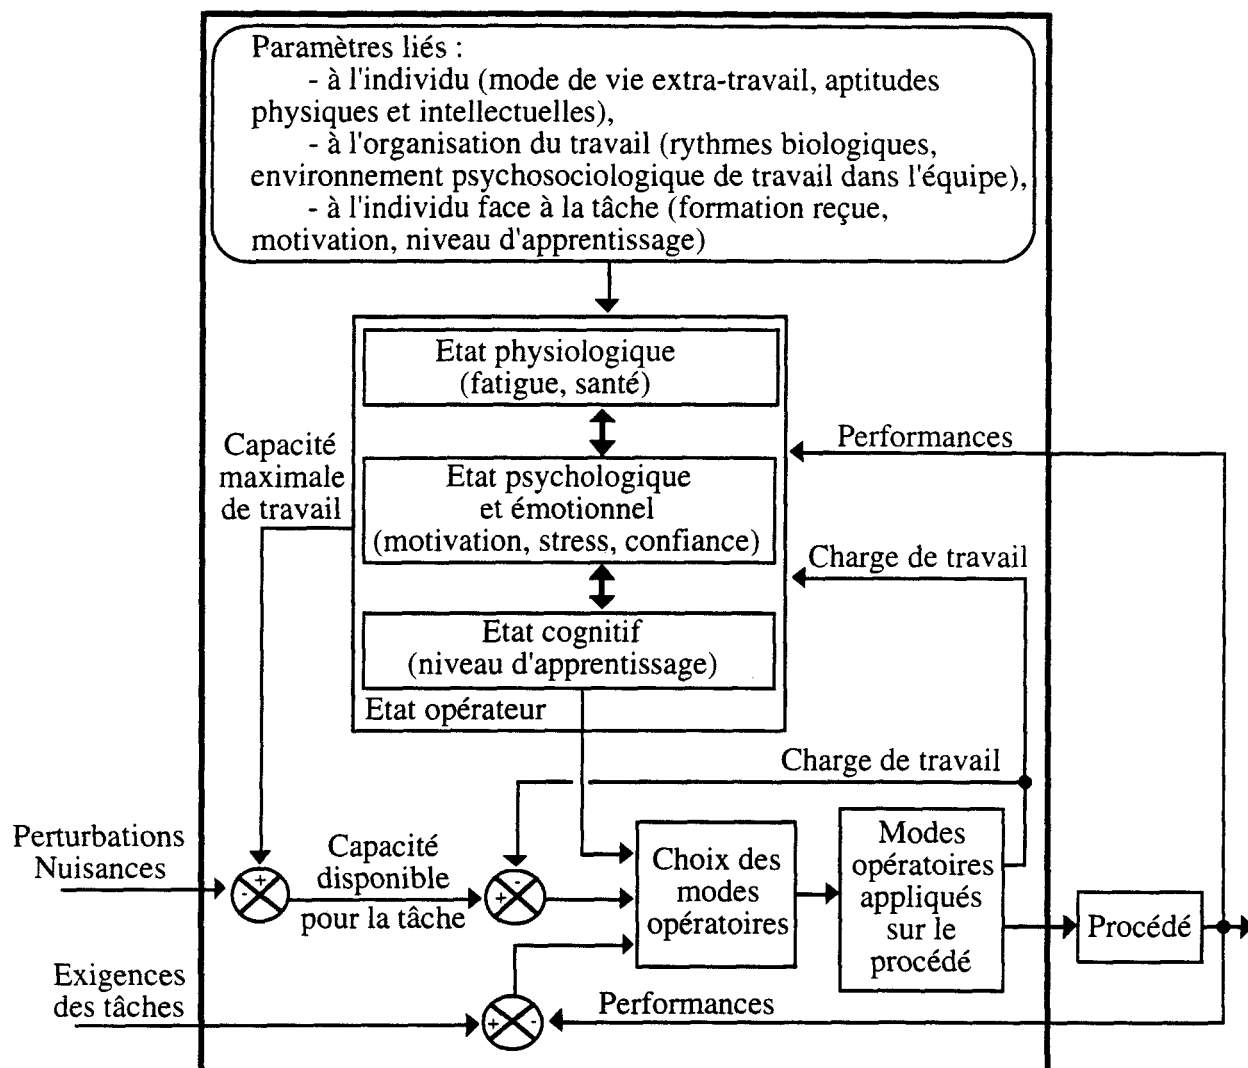 Paramètres liés :
- à l'individu (mode de vie extra-travail, aptitudes
physiques et intellectuelles),
- à l'organisation du travail (rythmes biologiques,
environnement psychosociologique de travail dans l'équipe),
- à l'individu face à la tâche (formation reçue,
motivation, niveau d'apprentissage)
Etat physiologique
(fatigue, santé)
Capacité
maximale
de travail
Performances
Etat psychologique
et émotionnel
(motivation, stress, confiance)
Charge de travail
Etat cognitif
(niveau d'apprentissage)
Etat opérateur
Charge de travail
Perturbations
Nuisances
- +
Capacité
disponible
pour la tâche
+ -
Choix des
modes
opératoires
Modes
opératoires
appliqués
sur le
procédé
Procédé
Exigences
des tâches
+ -
Performances